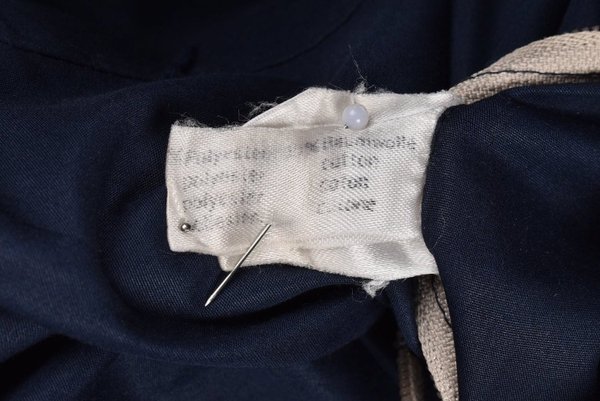 % Polyester % Baumwolle
polyester cotton
polyester coton
cotone